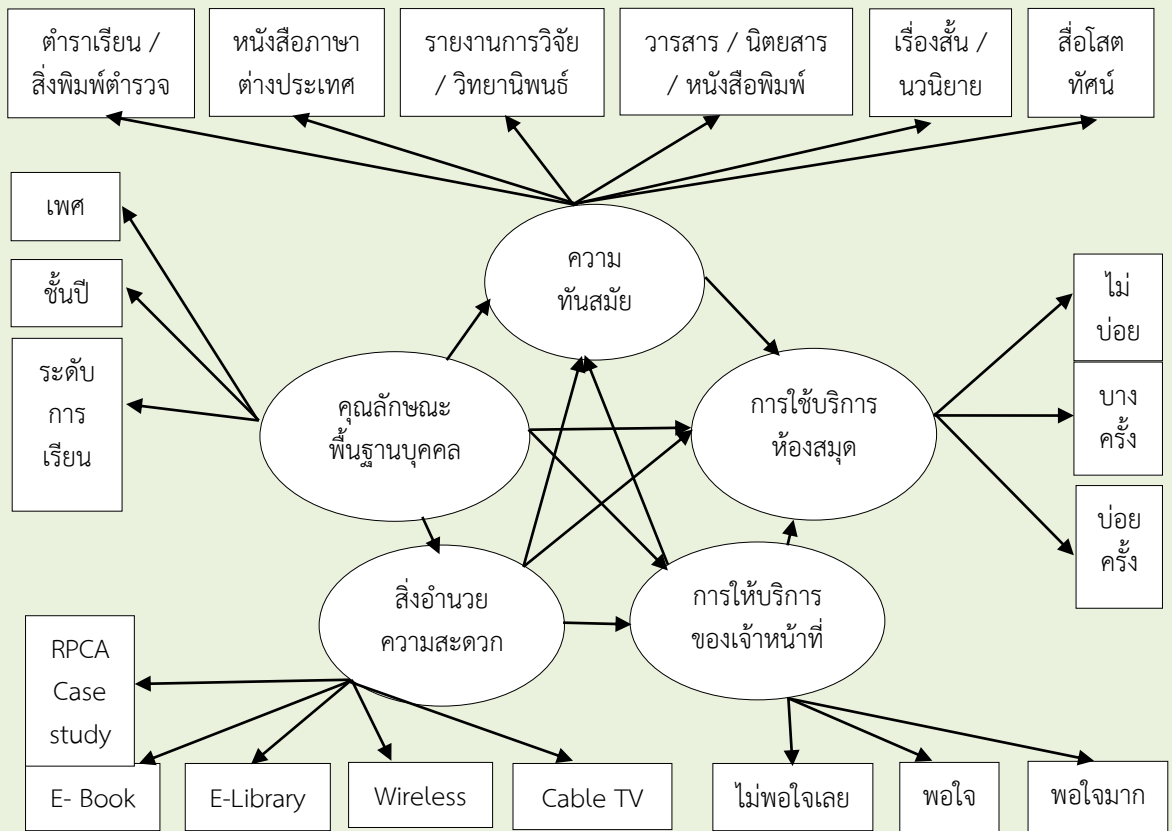 ตำราเรียน /
สิ่งพิมพ์ตำรวจ
หนังสือภาษา
ต่างประเทศ
รายงานการวิจัย
/ วิทยานิพนธ์
วารสาร / นิตยสาร
/ หนังสือพิมพ์
เรื่องสั้น /
นวนิยาย
สื่อโสต
ทัศน์
เพศ
ชั้นปี
ระดับ
การ
เรียน
ความ
ทันสมัย
คุณลักษณะ
พื้นฐานบุคคล
การใช้บริการ
ห้องสมุด
ไม่
บ่อย
บาง
ครั้ง
บ่อย
ครั้ง
สิ่งอำนวย
ความสะดวก
การให้บริการ
ของเจ้าหน้าที่
RPCA
Case
study
E- Book
E-Library
Wireless
Cable TV
ไม่พอใจเลย
พอใจ
พอใจมาก